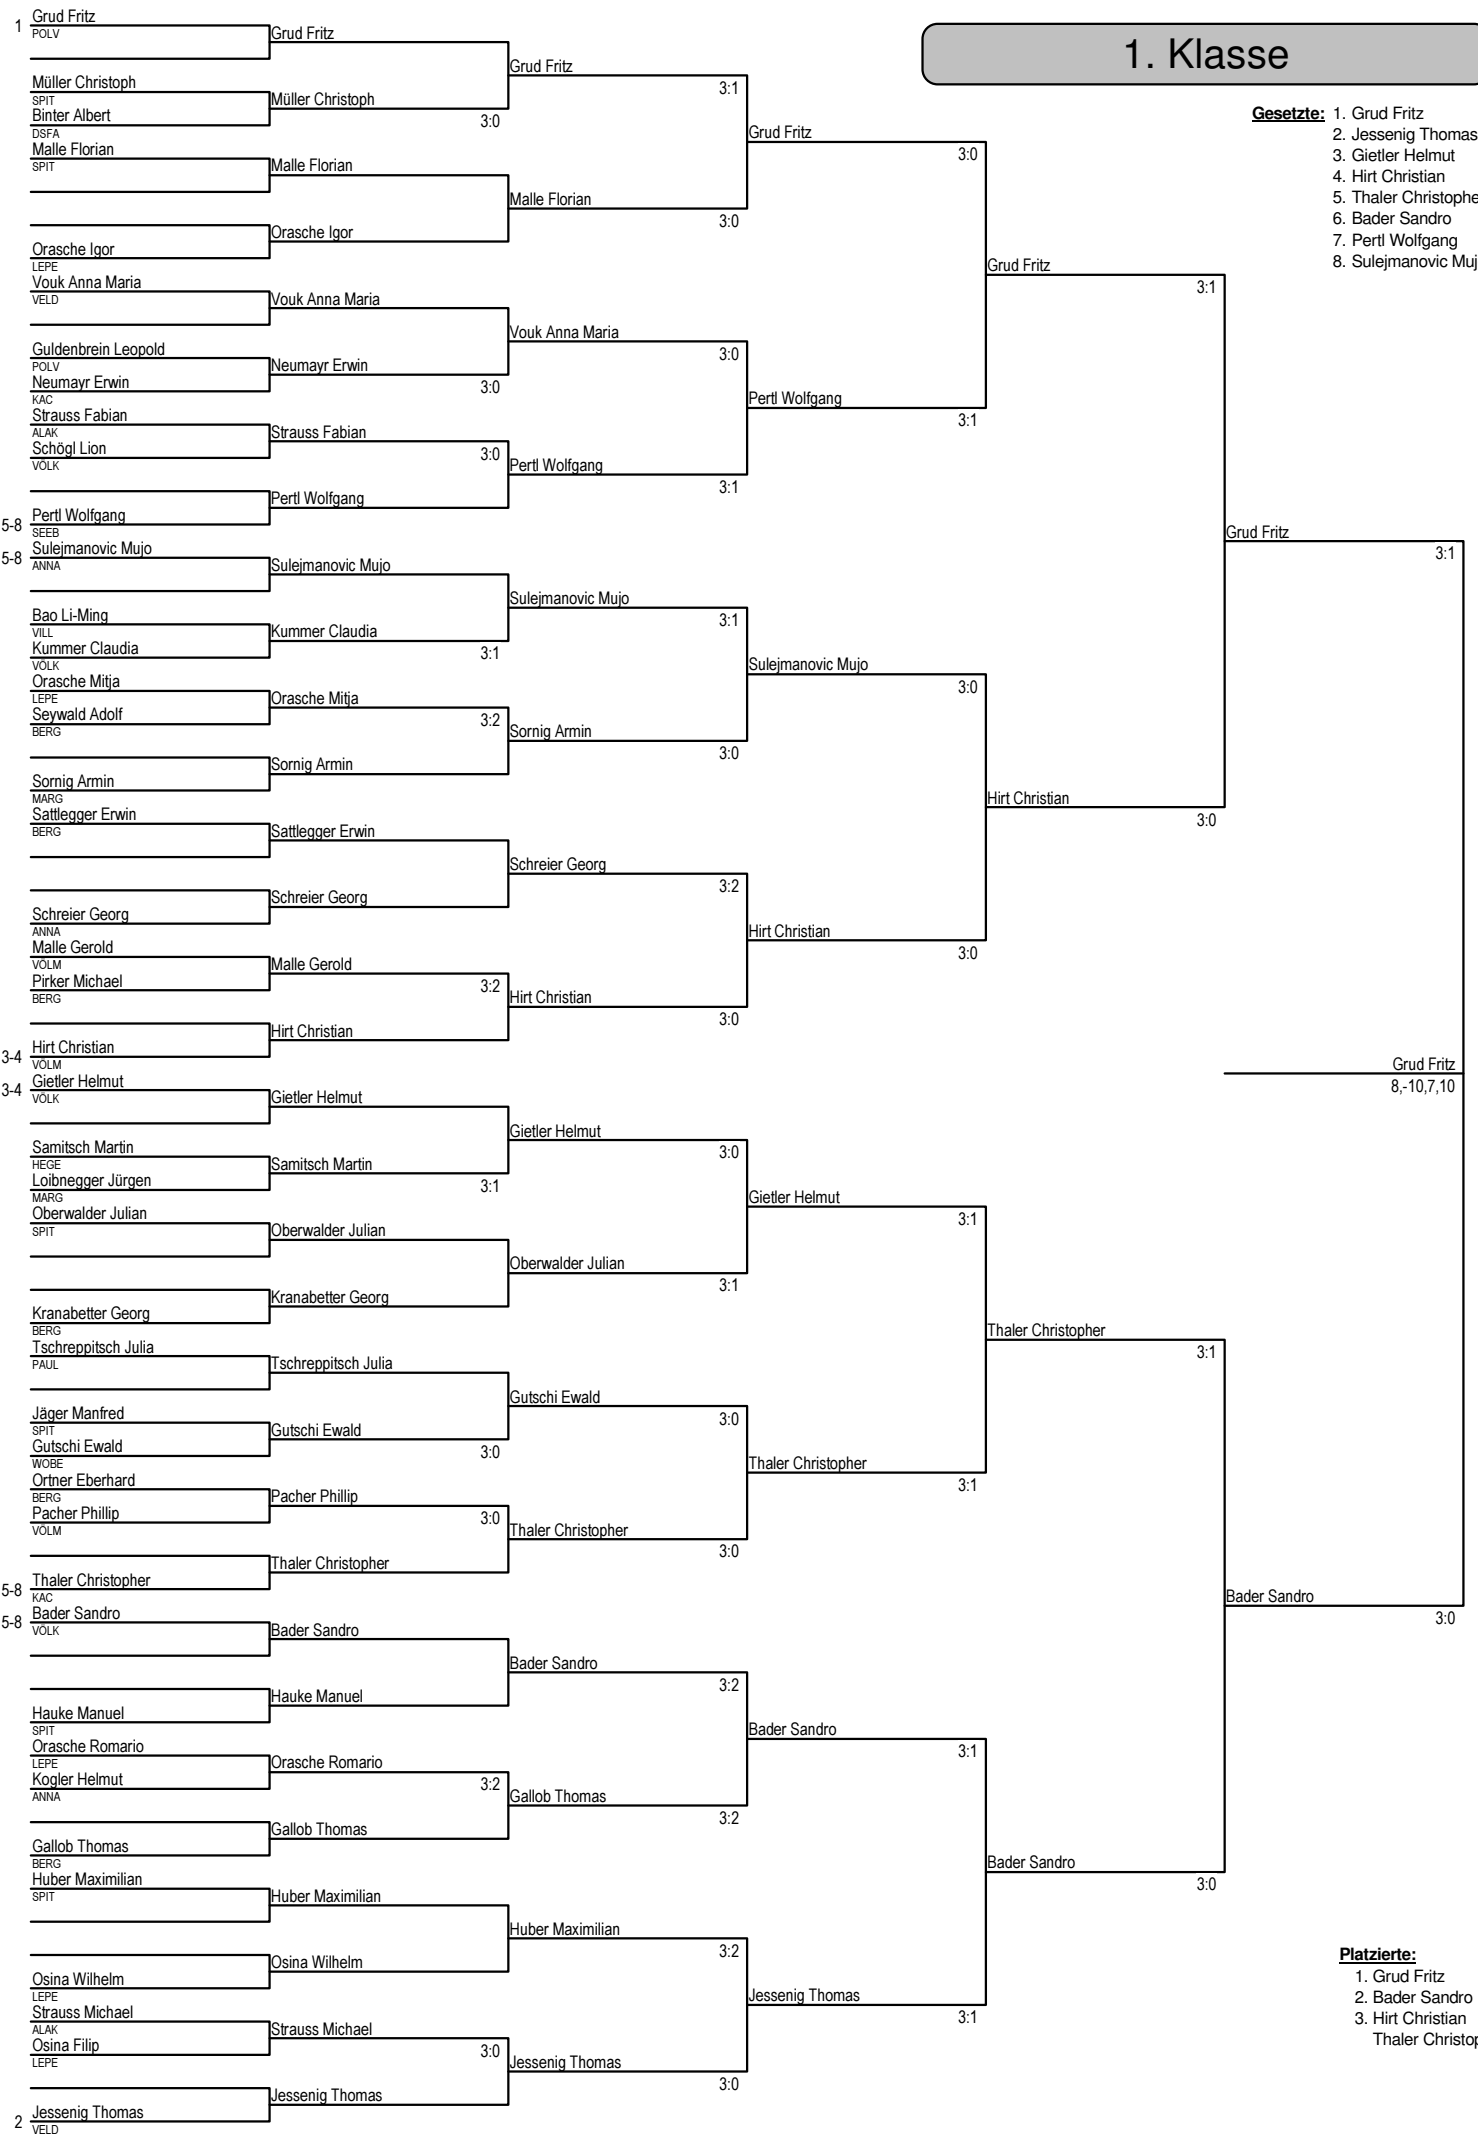 1. Klasse
Gesetzte: 1. Grud Fritz
2. Jessenig Thomas
3. Gietler Helmut
4. Hirt Christian
5. Thaler Christophe
6. Bader Sandro
7. Pertl Wolfgang
8. Sulejmanovic Muj
1 Grud Fritz
POLV
Müller Christoph
SPIT
Binter Albert
DSFA
Malle Florian
SPIT
Orasche Igor
LEPE
Vouk Anna Maria
VELD
Guldenbrein Leopold
POLV
Neumayr Erwin
KAC
Strauss Fabian
ALAK
Schögl Lion
VÖLK
5-8 Pertl Wolfgang
SEEB
5-8 Sulejmanovic Mujo
ANNA
Bao Li-Ming
VILL
Kummer Claudia
VÖLK
Orasche Mitja
LEPE
Seywald Adolf
BERG
Sornig Armin
MARG
Sattlegger Erwin
BERG
Schreier Georg
ANNA
Malle Gerold
VÖLM
Pirker Michael
BERG
3-4 Hirt Christian
VÖLM
3-4 Gietler Helmut
VÖLK
Samitsch Martin
HEGE
Loibnegger Jürgen
MARG
Oberwalder Julian
SPIT
Kranabetter Georg
BERG
Tschreppitsch Julia
PAUL
Jäger Manfred
SPIT
Gutschi Ewald
WOBE
Ortner Eberhard
BERG
Pacher Phillip
VÖLM
5-8 Thaler Christopher
KAC
5-8 Bader Sandro
VÖLK
Hauke Manuel
SPIT
Orasche Romario
LEPE
Kogler Helmut
ANNA
Gallob Thomas
BERG
Huber Maximilian
SPIT
Osina Wilhelm
LEPE
Strauss Michael
ALAK
Osina Filip
LEPE
2 Jessenig Thomas
VELD
Grud Fritz
Müller Christoph
3:0
Malle Florian
Orasche Igor
Vouk Anna Maria
Neumayr Erwin
3:0
Strauss Fabian
3:0
Pertl Wolfgang
Sulejmanovic Mujo
Kummer Claudia
3:1
Orasche Mitja
3:2
Sornig Armin
Sattlegger Erwin
Schreier Georg
Malle Gerold
3:2
Hirt Christian
Gietler Helmut
Samitsch Martin
3:1
Oberwalder Julian
Kranabetter Georg
Tschreppitsch Julia
Gutschi Ewald
3:0
Pacher Phillip
3:0
Thaler Christopher
Bader Sandro
Hauke Manuel
Orasche Romario
3:2
Gallob Thomas
Huber Maximilian
Osina Wilhelm
Strauss Michael
3:0
Jessenig Thomas
Grud Fritz
3:1
Malle Florian
3:0
Vouk Anna Maria
3:0
Pertl Wolfgang
3:1
Sulejmanovic Mujo
3:1
Sornig Armin
3:0
Schreier Georg
3:2
Hirt Christian
3:0
Gietler Helmut
3:0
Oberwalder Julian
3:1
Gutschi Ewald
3:0
Thaler Christopher
3:0
Bader Sandro
3:2
Gallob Thomas
3:2
Huber Maximilian
3:2
Jessenig Thomas
3:0
Grud Fritz
3:0
Pertl Wolfgang
3:1
Sulejmanovic Mujo
3:0
Hirt Christian
3:0
Gietler Helmut
3:1
Thaler Christopher
3:1
Bader Sandro
3:1
Jessenig Thomas
3:1
Grud Fritz
3:1
Hirt Christian
3:0
Thaler Christopher
3:1
Bader Sandro
3:0
Grud Fritz
3:1
Bader Sandro
3:0
Grud Fritz
8,-10,7,10
Platzierte:
1. Grud Fritz
2. Bader Sandro
3. Hirt Christian
Thaler Christop